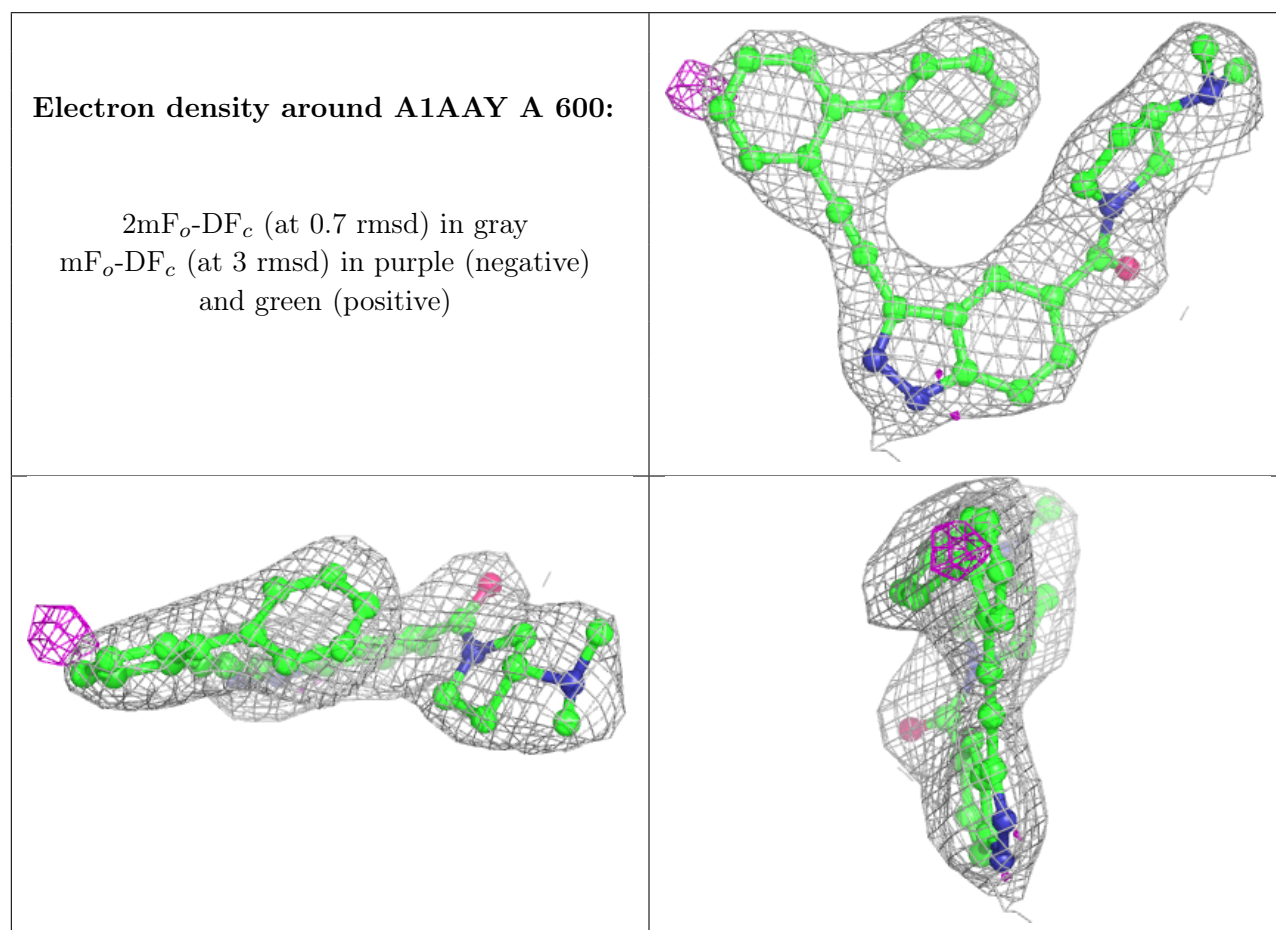 Electron density around A1AAY A 600:
2mFo-DFc (at 0.7 rmsd) in gray
mFo-DFc (at 3 rmsd) in purple (negative)
and green (positive)